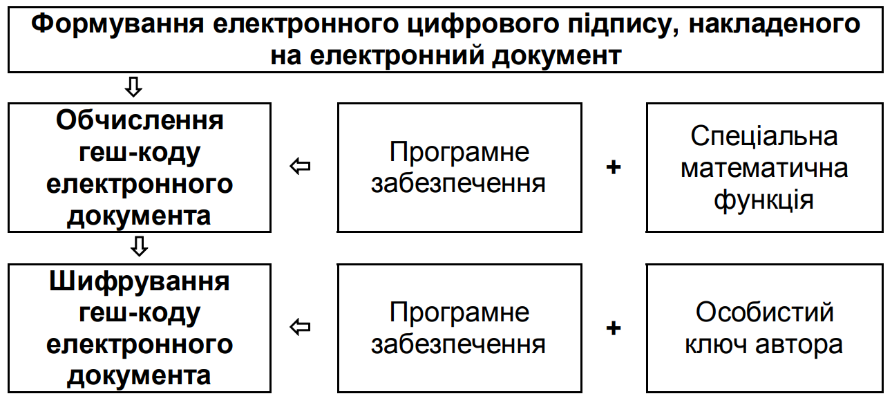 Формування електронного цифрового підпису, накладеного
на електронний документ
Обчислення
геш-коду
електронного
документа
Програмне
забезпечення
+
Спеціальна
математична
функція
Шифрування
геш-коду
електронного
документа
Програмне
забезпечення
+
Особистий
ключ автора